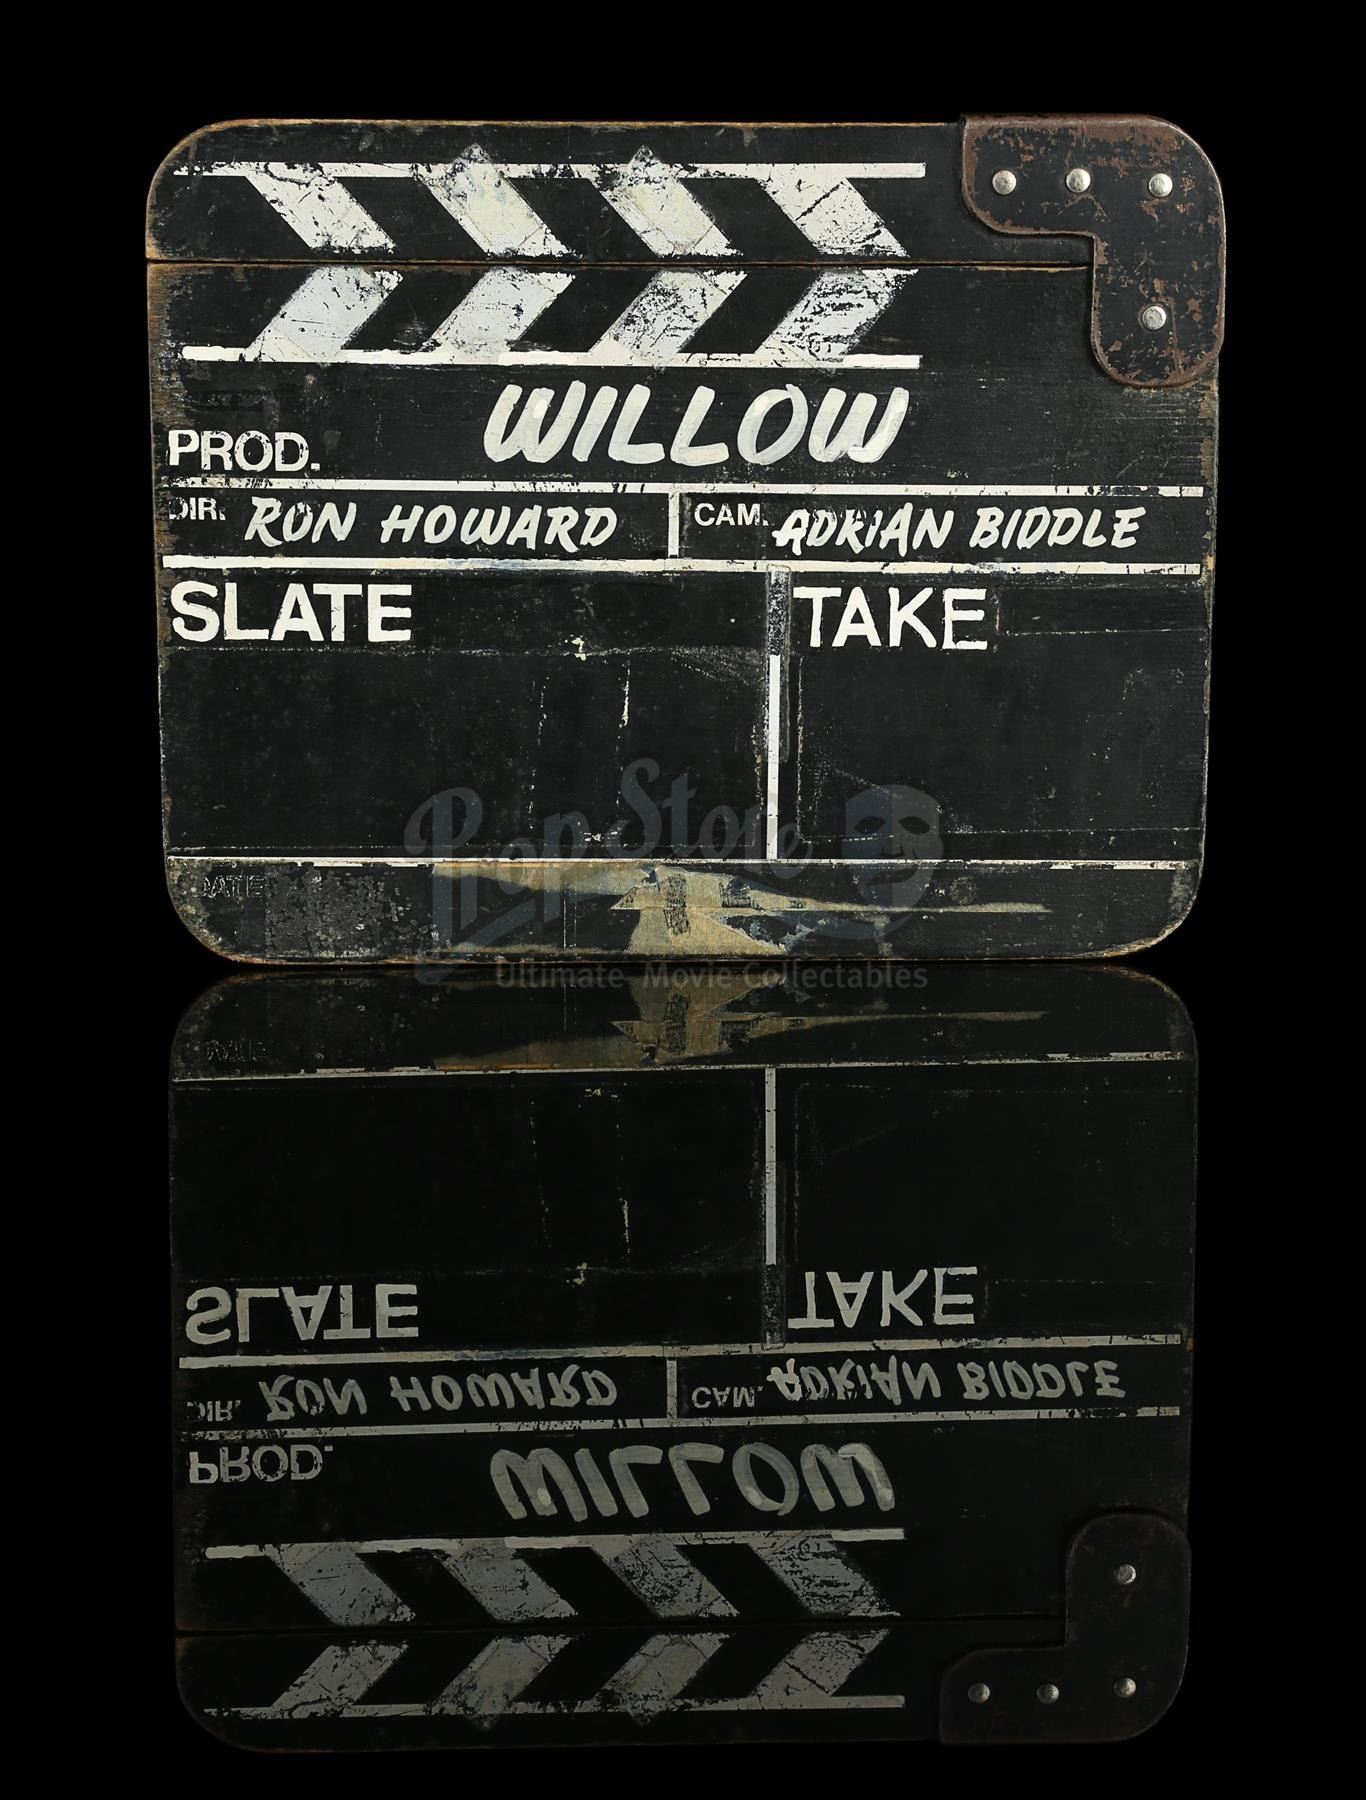 WILLOW
PROD.
DIR. RON HOWARD CAM. ADRIAN BIDDLE
SLATE TAKE
Prop Store
DATE
Ultimate Movie Collectables